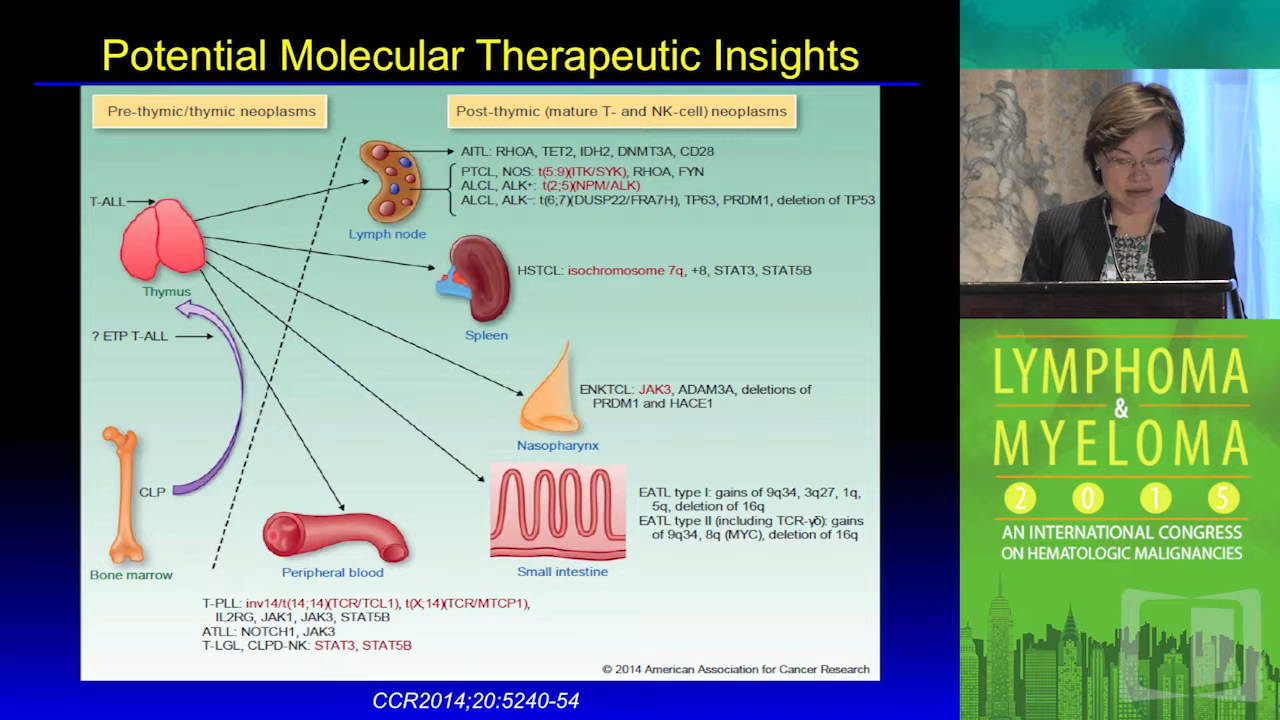 Potential Molecular Therapeutic Insights
Pre-thymic/thymic neoplasms
Post-thymic (mature T- and NK-cell) neoplasms
AITL: RHOA, TET2, IDH2, DNMT3A, CD28
PTCL, NOS: t(5:9)(ITK/SYK), RHOA, FYN
ALCL, ALK⁺: t(2;5)(NPM/ALK)
ALCL, ALK⁻: t(6;7)(DUSP22/FRA7H), TP63, PRDM1, deletion of TP53
T-ALL
Lymph node
HSTCL: isochromosome 7q, +8, STAT3, STAT5B
Thymus
Spleen
? ETP T-ALL
ENKTCL: JAK3, ADAM3A, deletions of
PRDM1 and HACE1
Nasopharynx
CLP
EATL type I: gains of 9q34, 3q27, 1q,
5q, deletion of 16q
EATL type II (including TCR-γδ): gains
of 9q34, 8q (MYC), deletion of 16q
Bone marrow
Peripheral blood
Small intestine
T-PLL: inv14/t(14;14)(TCR/TCL1), t(X;14)(TCR/MTCP1),
IL2RG, JAK1, JAK3, STAT5B
ATLL: NOTCH1, JAK3
T-LGL, CLPD-NK: STAT3, STAT5B
© 2014 American Association for Cancer Research
CCR2014;20:5240-54
LYMPHOMA
&
MYELOMA
2 0 1 5
AN INTERNATIONAL CONGRESS
ON HEMATOLOGIC MALIGNANCIES